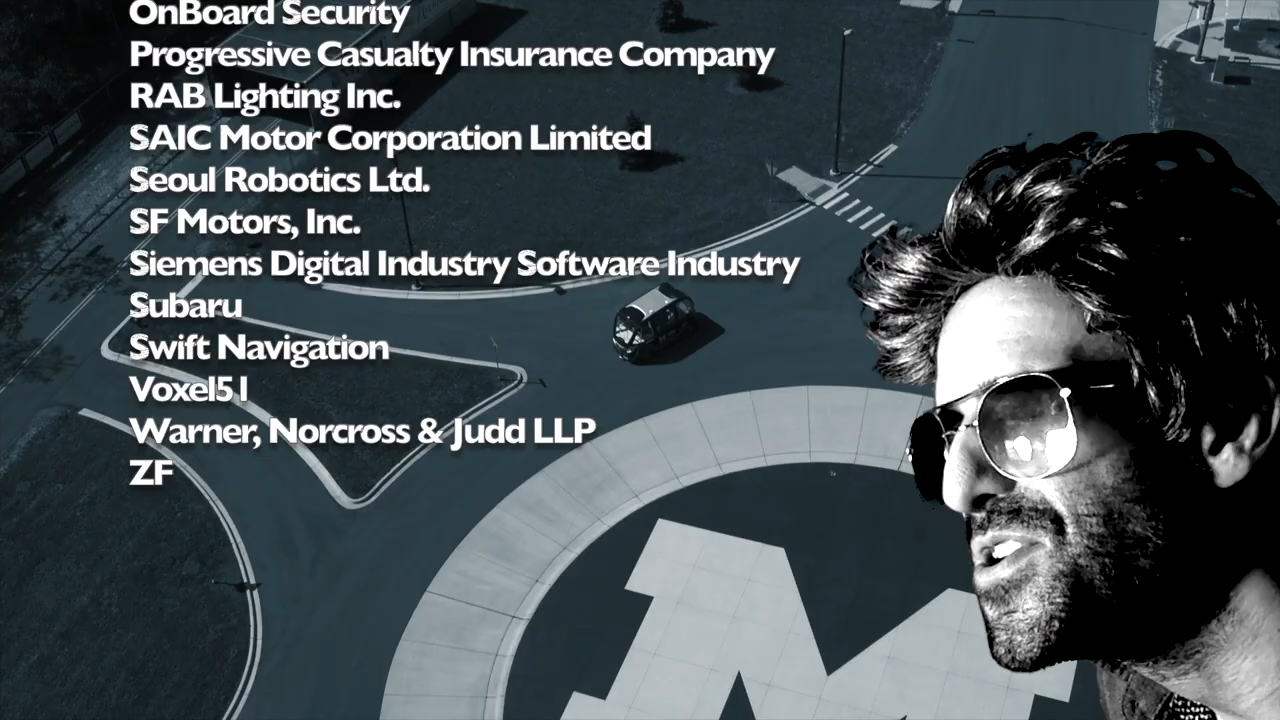 OnBoard Security
Progressive Casualty Insurance Company
RAB Lighting Inc.
SAIC Motor Corporation Limited
Seoul Robotics Ltd.
SF Motors, Inc.
Siemens Digital Industry Software Industry
Subaru
Swift Navigation
Voxel51
Warner, Norcross & Judd LLP
ZF
M